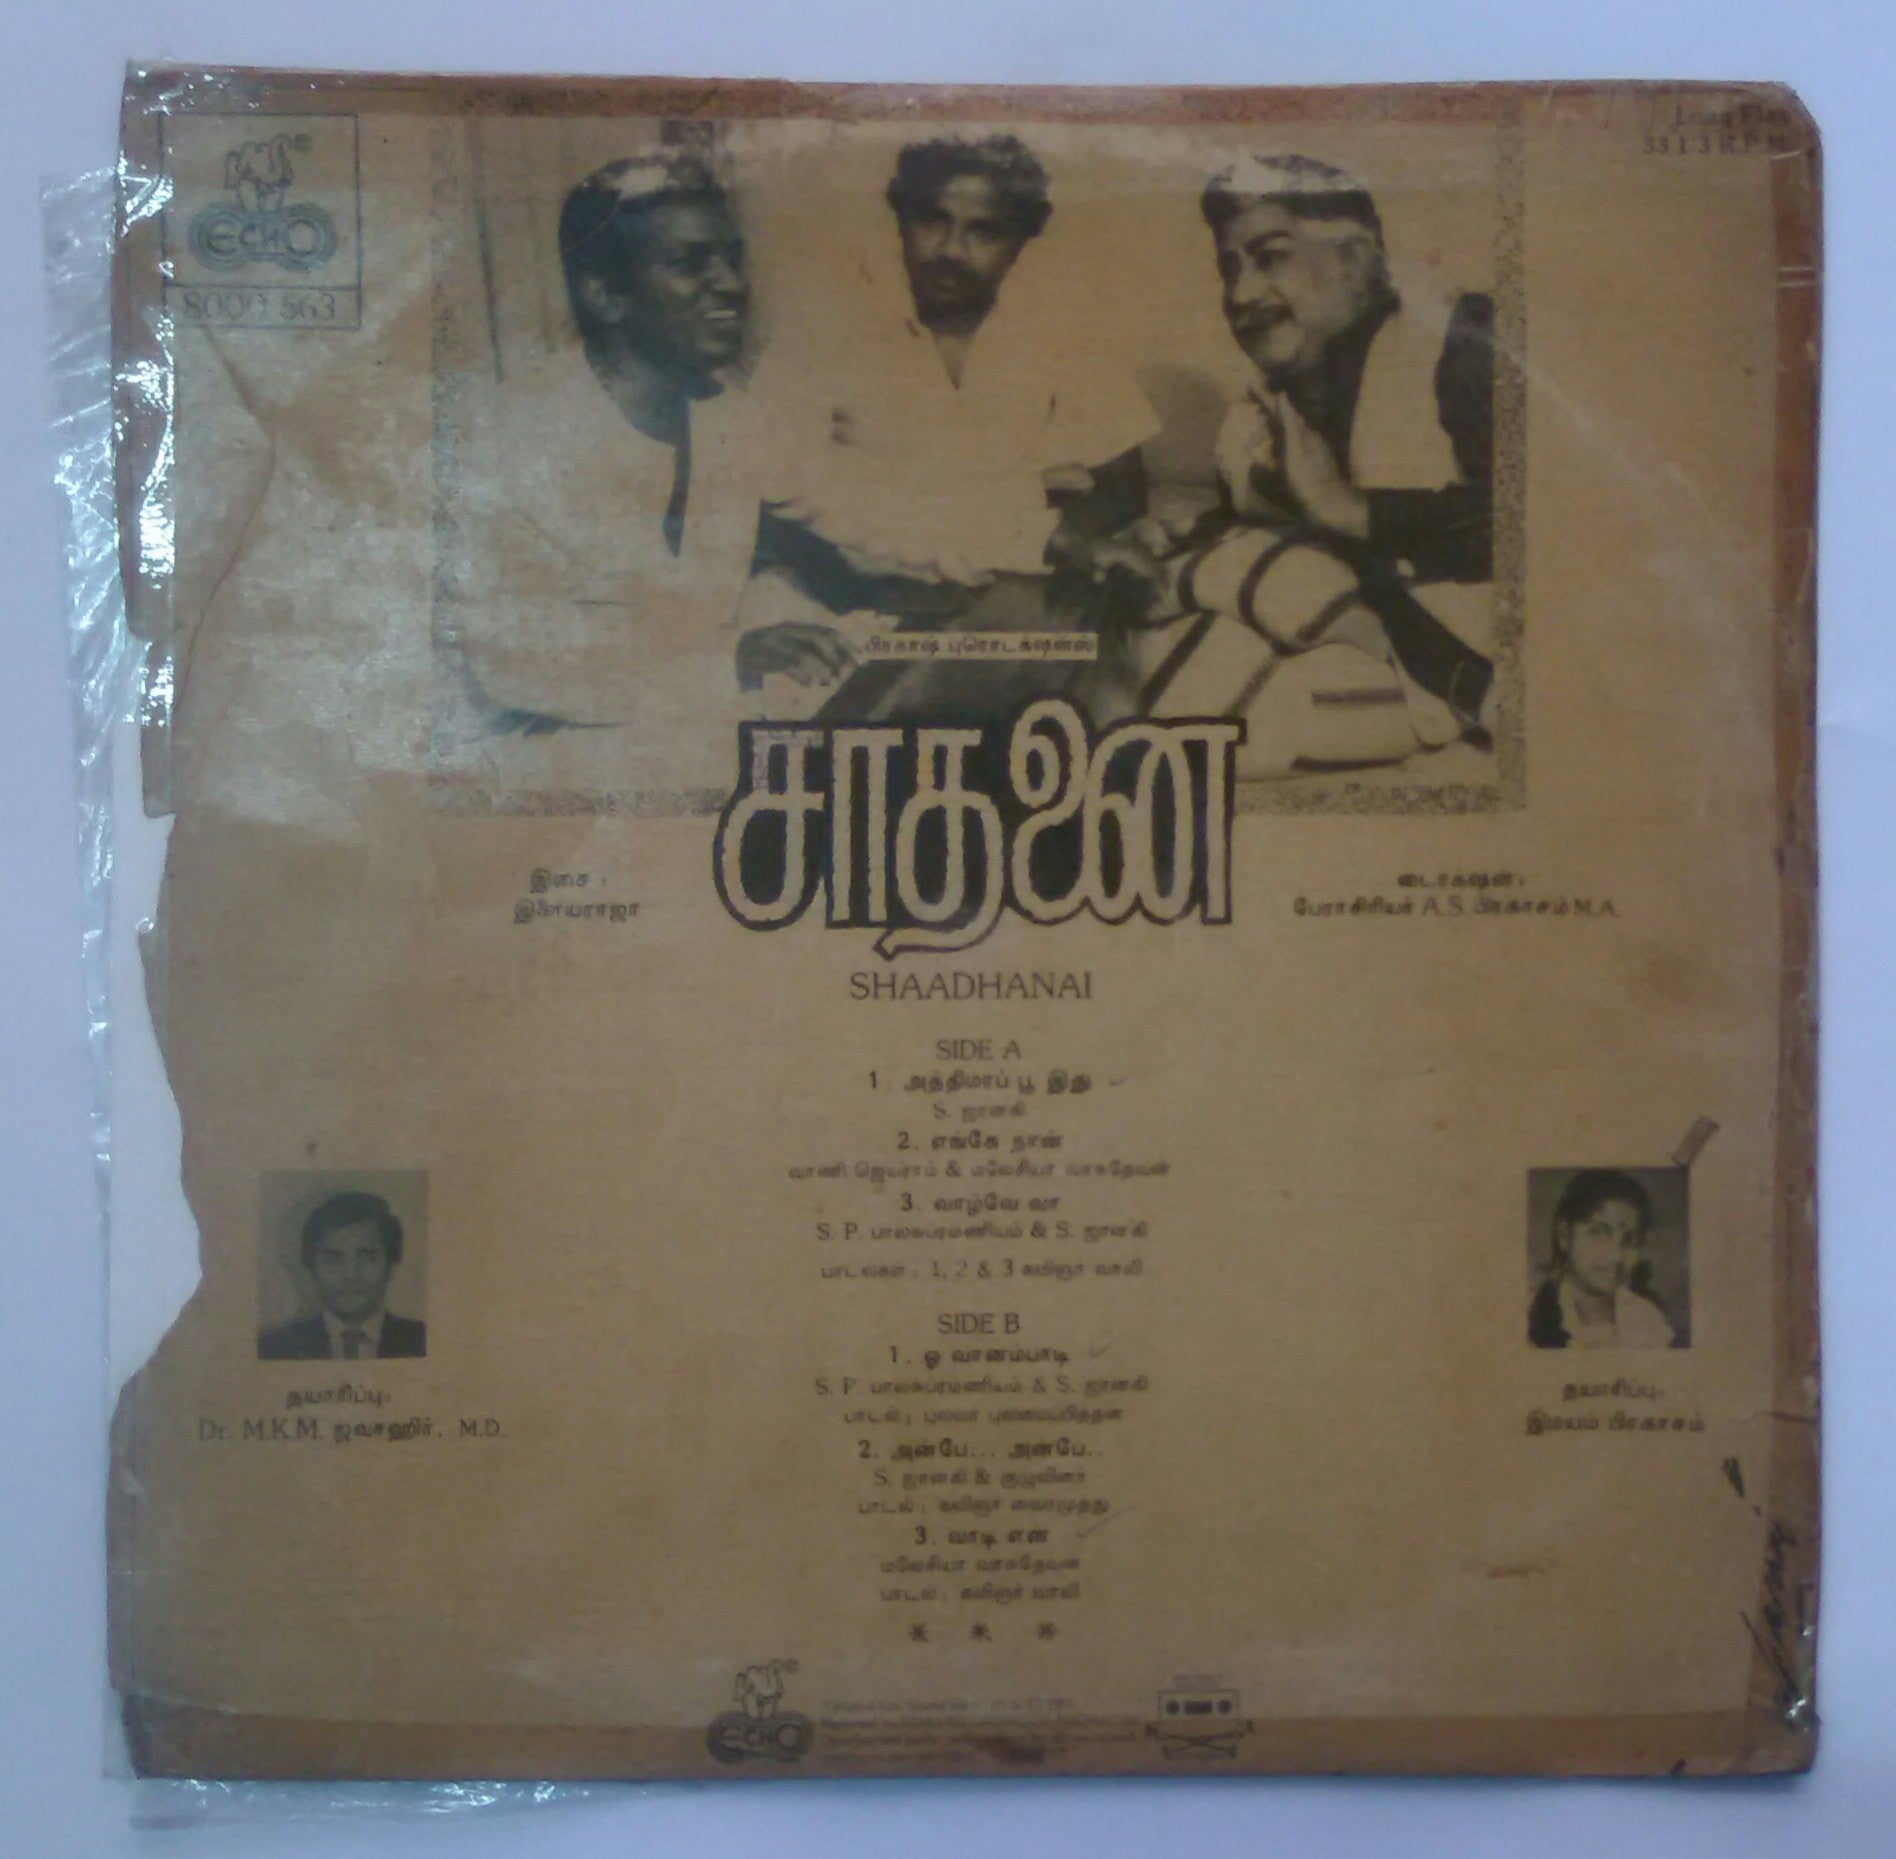 Long Play
33 1/3 R.P.M.
ECHO
8000 563
பிரகாஷ் புரொடக்ஷன்ஸ்
சாதனை
இசை :
இளையராஜா
டைரக்ஷன் :
பேராசிரியர் A.S. பிரகாசம் M.A.
SHAADHANAI
SIDE A
1. அத்திமரப் பூ இது
S. ஜானகி
2. எங்கே நான்
வாணி ஜெயராம் & மலேசியா வாசுதேவன்
3. வாழ்வே வா
S. P. பாலசுப்ரமணியம் & S. ஜானகி
பாடல்கள் : 1, 2 & 3 கவிஞர் வாலி
SIDE B
1. ஓ வானம்பாடி
S. P. பாலசுப்ரமணியம் & S. ஜானகி
பாடல் : புலவர் புலமைப்பித்தன்
2. அன்பே... அன்பே..
S. ஜானகி & குழுவினர்
பாடல் : கவிஞர் வைரமுத்து
3. வாடி என்
மலேசியா வாசுதேவன்
பாடல் : கவிஞர் வாலி
தயாரிப்பு :
Dr. M.K.M. ஜவாஹிர், M.D.
தயாரிப்பு :
இமயம் பிரகாசம்
ECHO